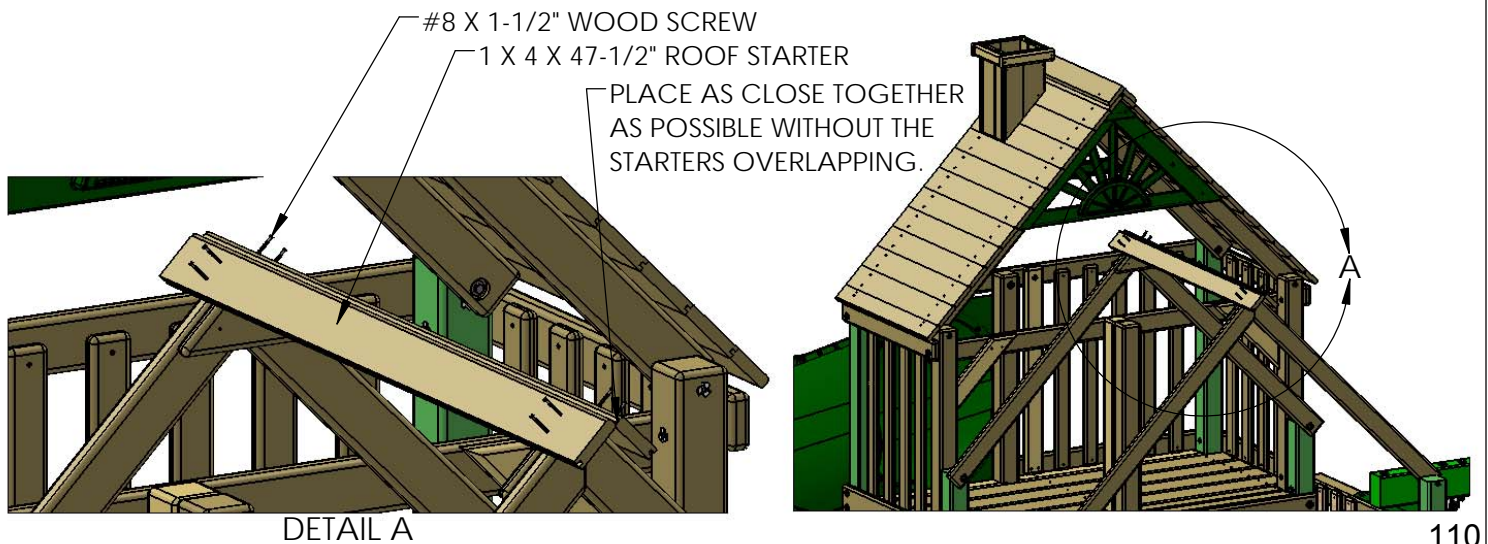 #8 X 1-1/2" WOOD SCREW
1 X 4 X 47-1/2" ROOF STARTER
PLACE AS CLOSE TOGETHER
AS POSSIBLE WITHOUT THE
STARTERS OVERLAPPING.
A
DETAIL A
110